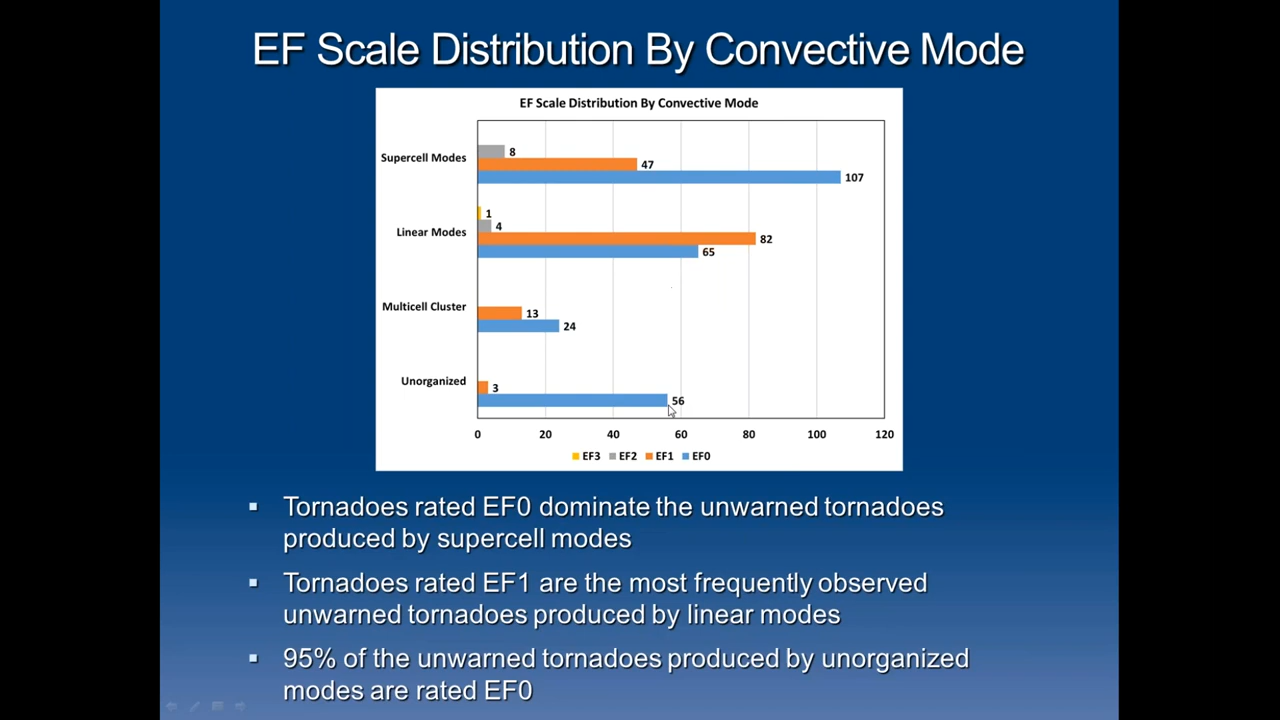 EF Scale Distribution By Convective Mode
EF Scale Distribution By Convective Mode
Supercell Modes
8
47
107
Linear Modes
1
4
82
65
Multicell Cluster
13
24
Unorganized
3
56
0 20 40 60 80 100 120
EF3 EF2 EF1 EF0
▪ Tornadoes rated EF0 dominate the unwarned tornadoes
produced by supercell modes
▪ Tornadoes rated EF1 are the most frequently observed
unwarned tornadoes produced by linear modes
▪ 95% of the unwarned tornadoes produced by unorganized
modes are rated EF0